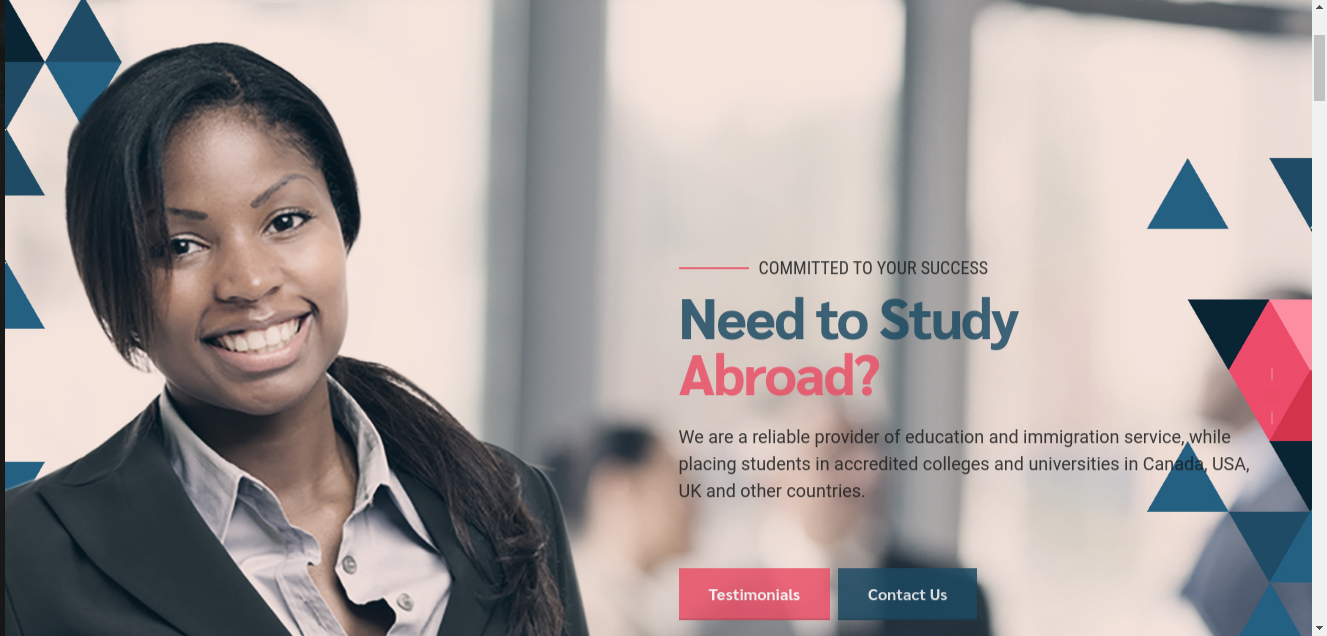 COMMITTED TO YOUR SUCCESS
Need to Study
Abroad?
We are a reliable provider of education and immigration service, while
placing students in accredited colleges and universities in Canada, USA,
UK and other countries.
Testimonials
Contact Us